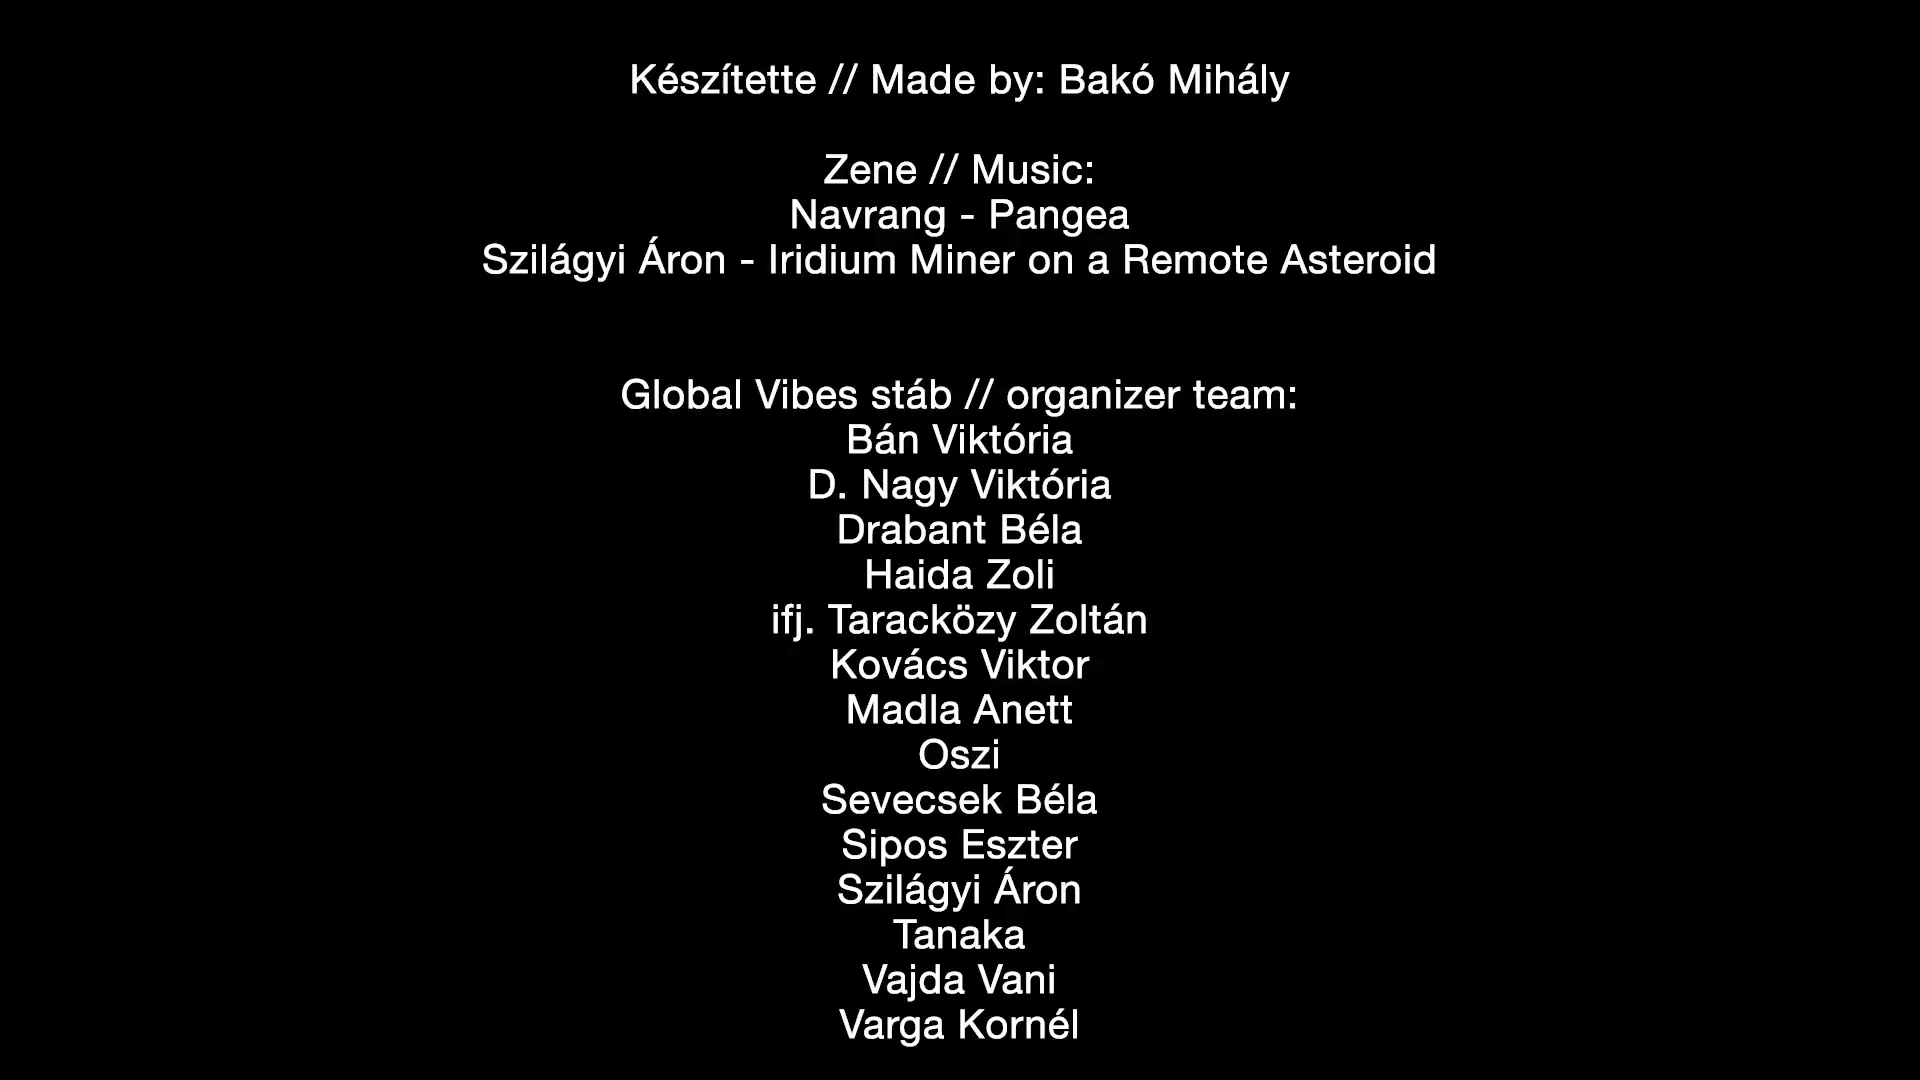 Készítette // Made by: Bakó Mihály
Zene // Music:
Navrang - Pangea
Szilágyi Áron - Iridium Miner on a Remote Asteroid
Global Vibes stáb // organizer team:
Bán Viktória
D. Nagy Viktória
Drabant Béla
Haida Zoli
ifj. Taracközy Zoltán
Kovács Viktor
Madla Anett
Oszi
Sevecsek Béla
Sipos Eszter
Szilágyi Áron
Tanaka
Vajda Vani
Varga Kornél